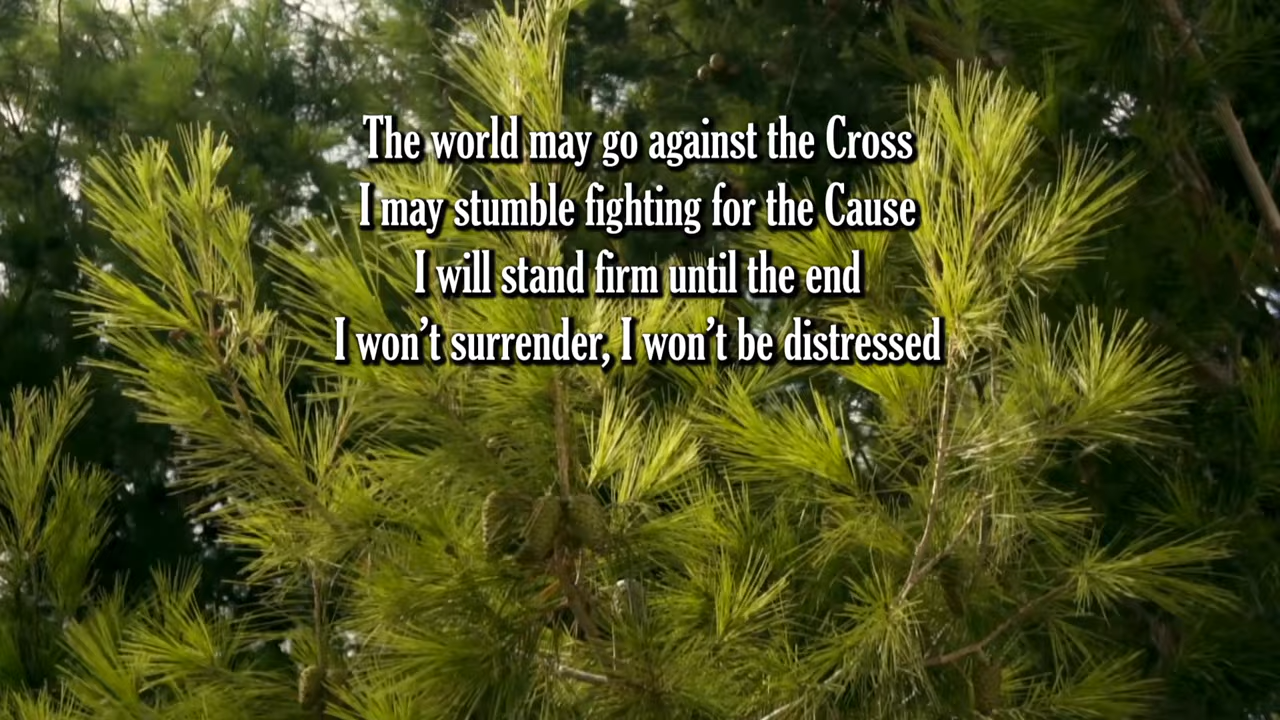 The world may go against the Cross
I may stumble fighting for the Cause
I will stand firm until the end
I won’t surrender, I won’t be distressed